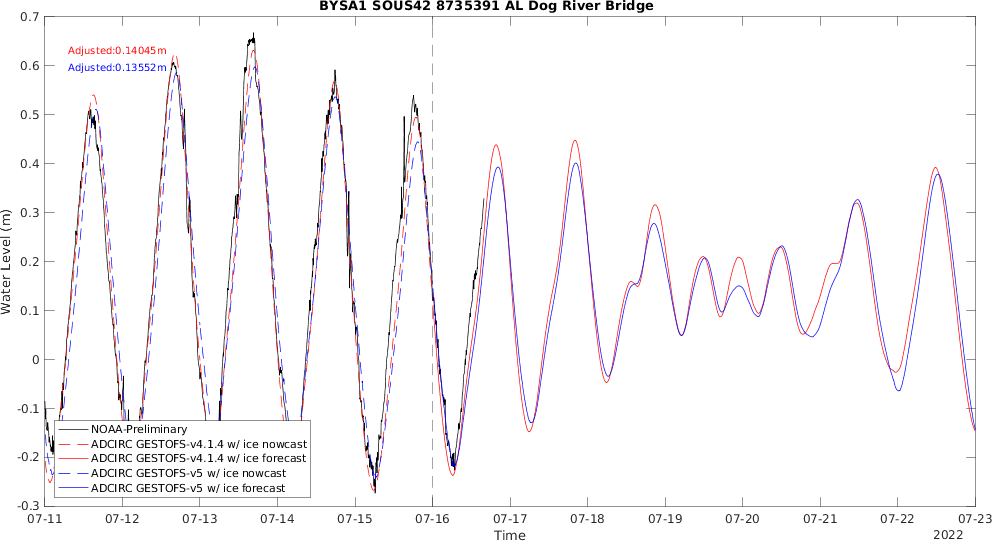 BYSA1 SOUS42 8735391 AL Dog River Bridge
0.7
0.6
0.5
0.4
0.3
0.2
0.1
0
-0.1
-0.2
-0.3
Water Level (m)
Adjusted:0.14045m
Adjusted:0.13552m
NOAA-Preliminary
ADCIRC GESTOFS-v4.1.4 w/ ice nowcast
ADCIRC GESTOFS-v4.1.4 w/ ice forecast
ADCIRC GESTOFS-v5 w/ ice nowcast
ADCIRC GESTOFS-v5 w/ ice forecast
07-11 07-12 07-13 07-14 07-15 07-16 07-17 07-18 07-19 07-20 07-21 07-22 07-23
Time
2022